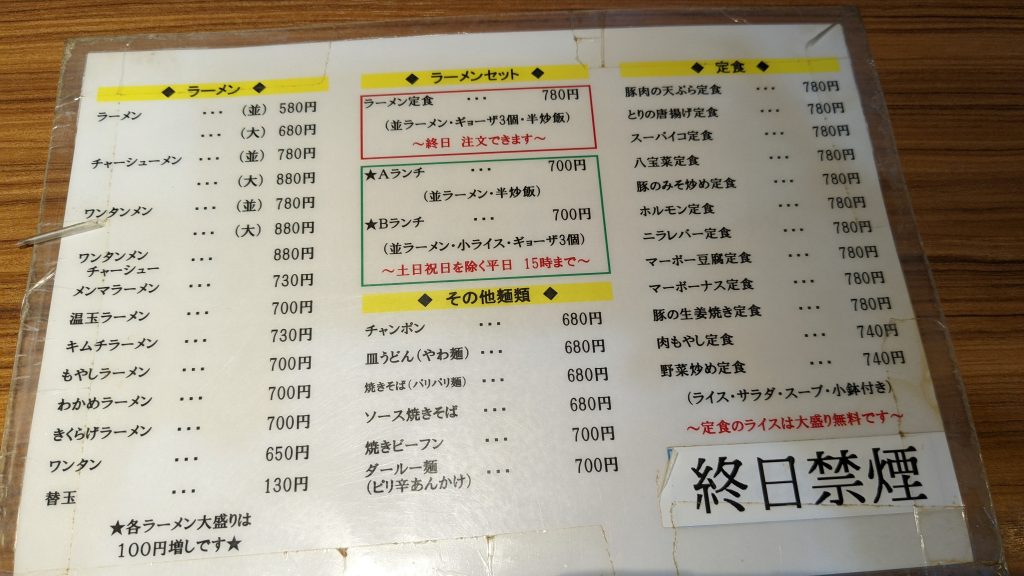 ◆ ラーメン ◆
ラーメン ・・・ (並) 580円
・・・ (大) 680円
チャーシューメン ・・・ (並) 780円
・・・ (大) 880円
ワンタンメン ・・・ (並) 780円
・・・ (大) 880円
ワンタンメン
チャーシュー ・・・ 880円
メンマラーメン ・・・ 730円
温玉ラーメン ・・・ 700円
キムチラーメン ・・・ 730円
もやしラーメン ・・・ 700円
わかめラーメン ・・・ 700円
きくらげラーメン ・・・ 700円
ワンタン ・・・ 650円
替玉 ・・・ 130円
★各ラーメン大盛りは
100円増しです★
◆ ラーメンセット ◆
ラーメン定食 ・・・ 780円
(並ラーメン・ギョーザ3個・半炒飯)
～終日 注文できます～
★Aランチ ・・・ 700円
(並ラーメン・半炒飯)
★Bランチ ・・・ 700円
(並ラーメン・小ライス・ギョーザ3個)
～土日祝日を除く平日 15時まで～
◆ その他麺類 ◆
チャンポン ・・・ 680円
皿うどん(やわ麺) ・・・ 680円
焼きそば(バリバリ麺) ・・・ 680円
ソース焼きそば ・・・ 680円
焼きビーフン ・・・ 700円
ダールー麺 ・・・ 700円
(ピリ辛あんかけ)
◆ 定食 ◆
豚肉の天ぷら定食 ・・・ 780円
とりの唐揚げ定食 ・・・ 780円
スーパイコ定食 ・・・ 780円
八宝菜定食 ・・・ 780円
豚のみそ炒め定食 ・・・ 780円
ホルモン定食 ・・・ 780円
ニラレバー定食 ・・・ 780円
マーボー豆腐定食 ・・・ 780円
マーボーナス定食 ・・・ 780円
豚の生姜焼き定食 ・・・ 780円
肉もやし定食 ・・・ 740円
野菜炒め定食 ・・・ 740円
(ライス・サラダ・スープ・小鉢付き)
～定食のライスは大盛り無料です～
終日禁煙